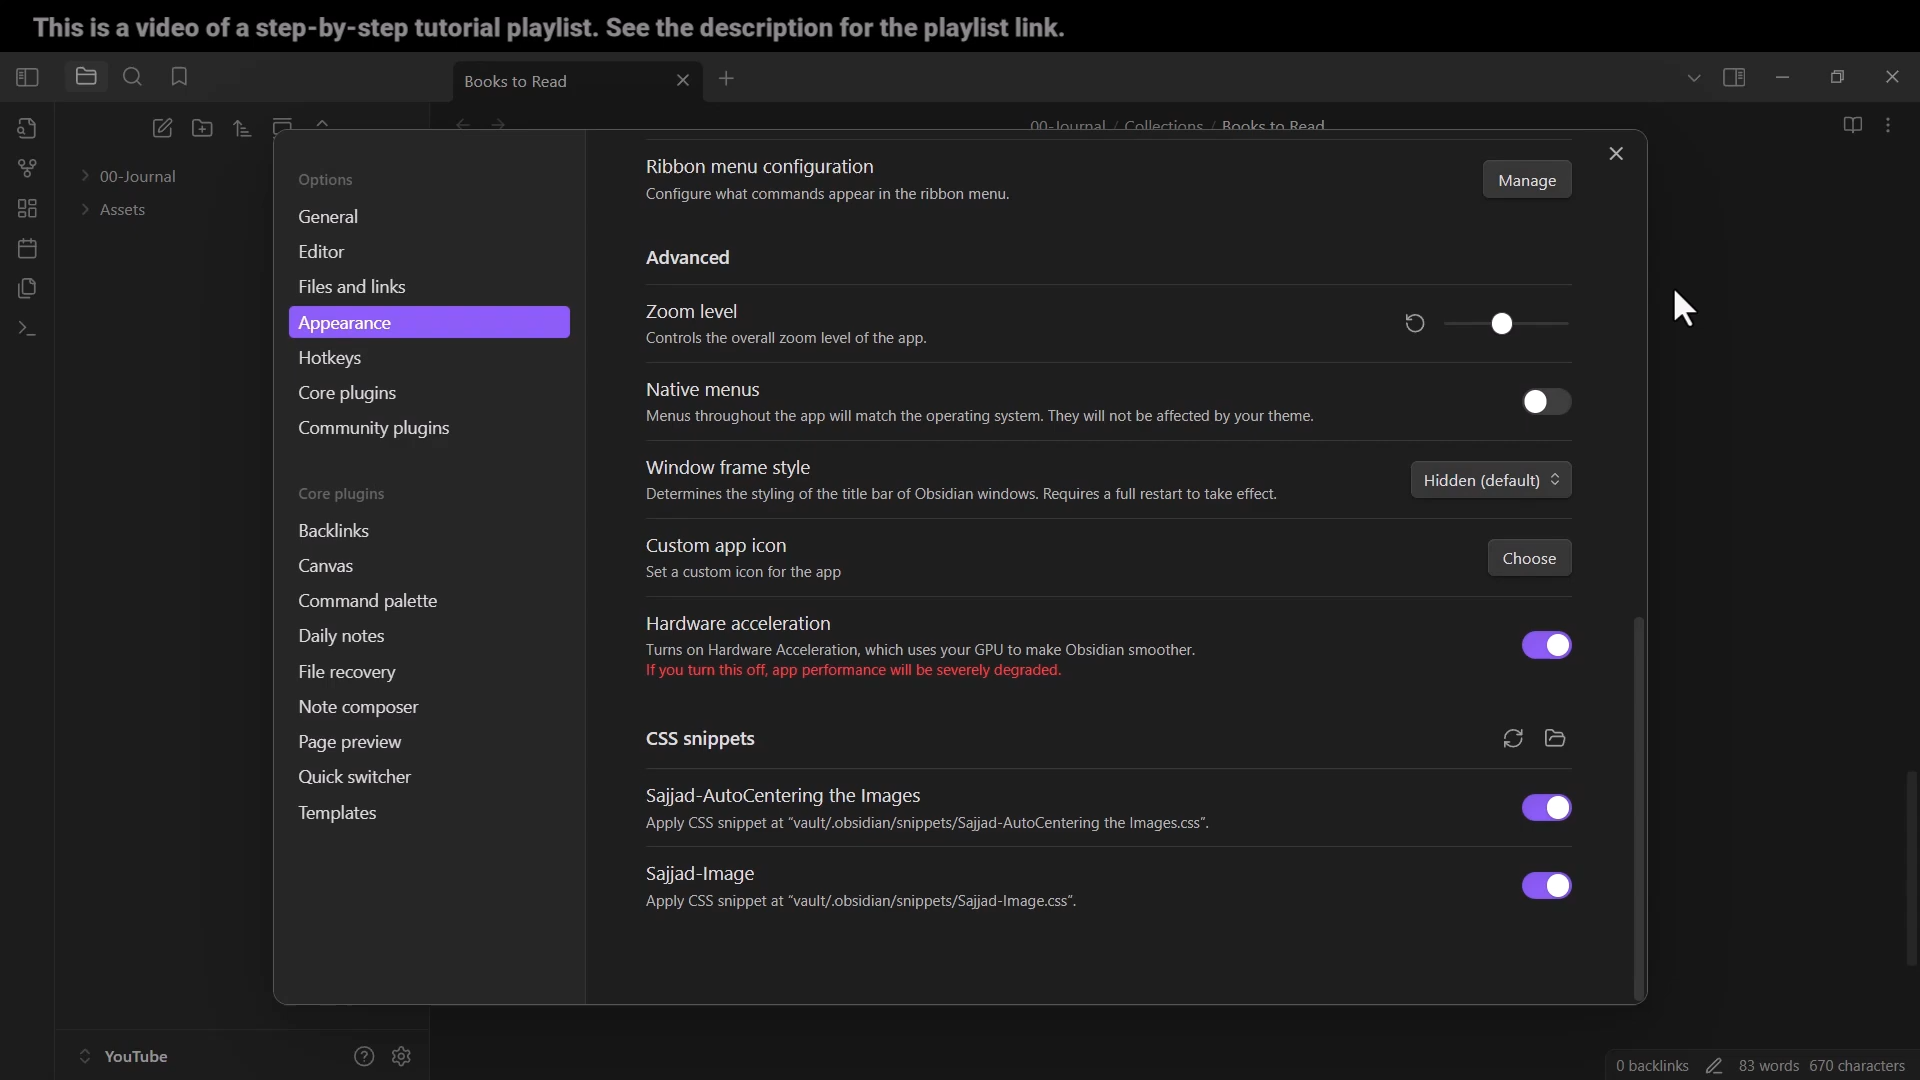 This is a video of a step-by-step tutorial playlist. See the description for the playlist link.
Books to Read
00-Journal / Collections / Books to Read
00-Journal
Assets
Options
General
Editor
Files and links
Appearance
Hotkeys
Core plugins
Community plugins
Core plugins
Backlinks
Canvas
Command palette
Daily notes
File recovery
Note composer
Page preview
Quick switcher
Templates
Ribbon menu configuration
Configure what commands appear in the ribbon menu.
Manage
Advanced
Zoom level
Controls the overall zoom level of the app.
Native menus
Menus throughout the app will match the operating system. They will not be affected by your theme.
Window frame style
Determines the styling of the title bar of Obsidian windows. Requires a full restart to take effect.
Hidden (default)
Custom app icon
Set a custom icon for the app
Choose
Hardware acceleration
Turns on Hardware Acceleration, which uses your GPU to make Obsidian smoother.
If you turn this off, app performance will be severely degraded.
CSS snippets
Sajjad-AutoCentering the Images
Apply CSS snippet at “vault/.obsidian/snippets/Sajjad-AutoCentering the Images.css”.
Sajjad-Image
Apply CSS snippet at “vault/.obsidian/snippets/Sajjad-Image.css”.
YouTube
0 backlinks 83 words 670 characters